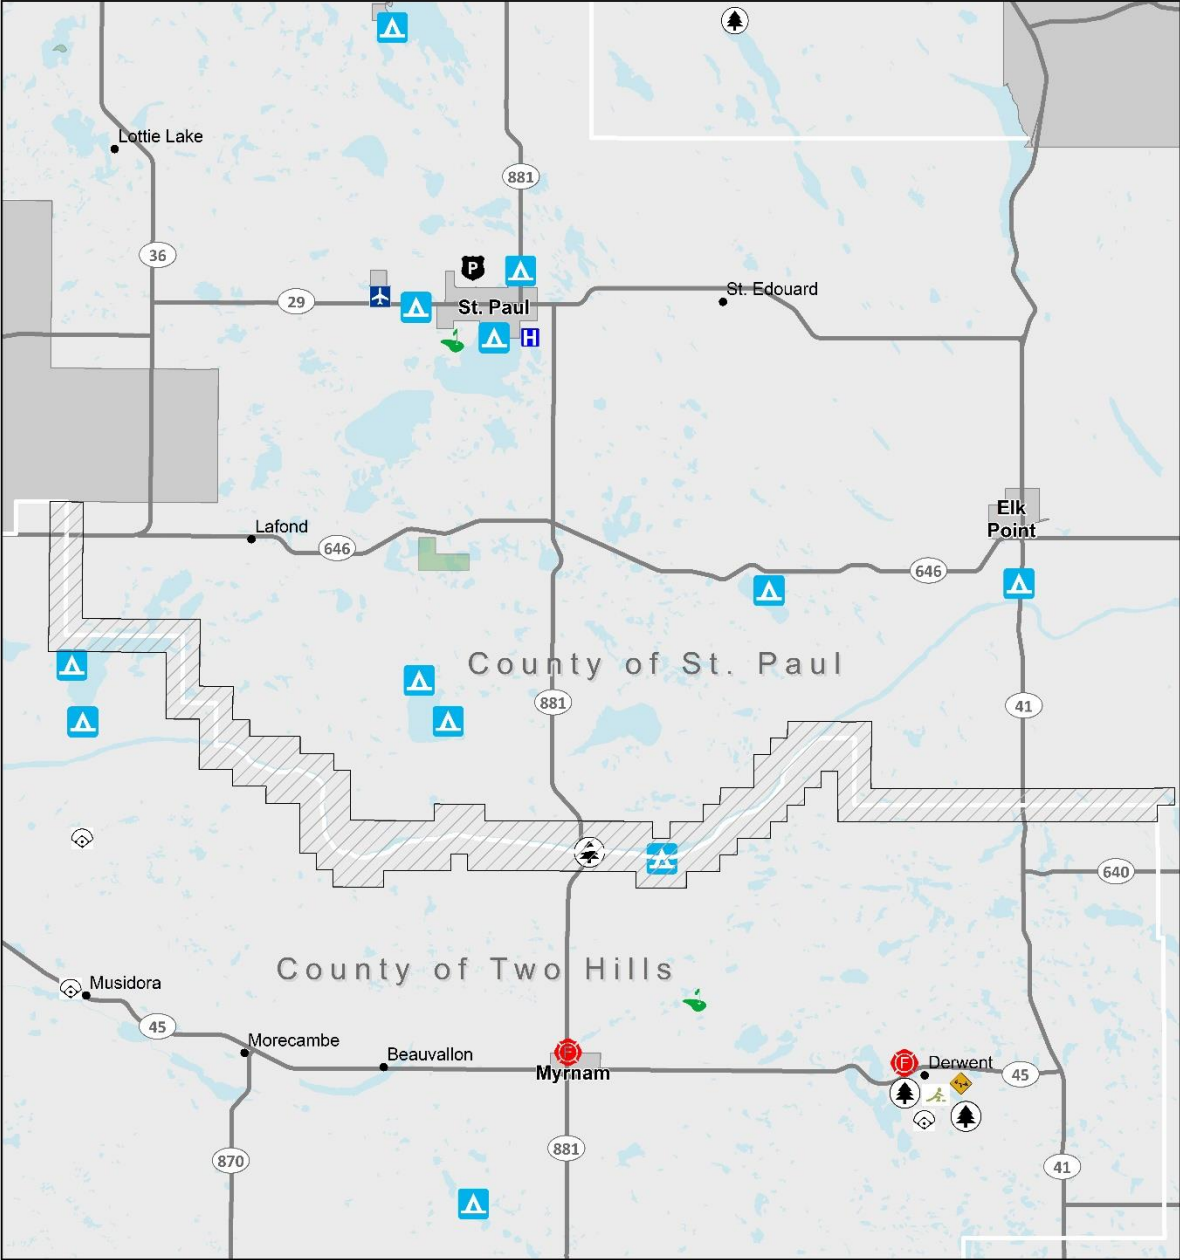 Lottie Lake
881
36
P
29
St. Paul
St. Edouard
H
Elk
Point
Lafond
646
646
County of St. Paul
881
41
640
County of Two Hills
Musidora
45
Morecambe
Beauvallon
F
Myrnam
F
Derwent
45
881
870
41